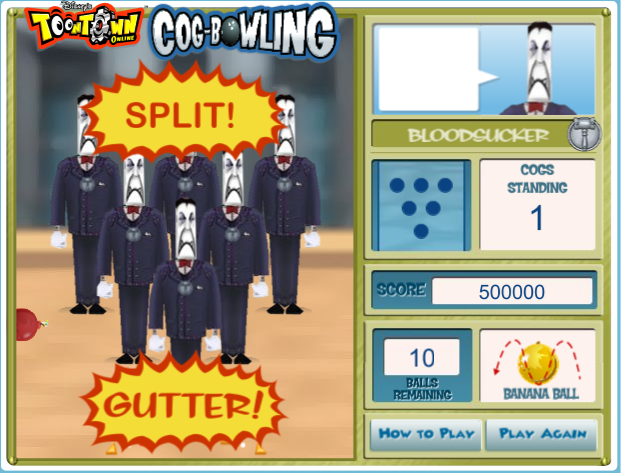 Disney's
TOONTOWN
ONLINE
COG-BOWLING
SPLIT!
BLOODSUCKER
COGS
STANDING
1
SCORE 500000
10
BALLS
REMAINING
BANANA BALL
GUTTER!
HOW TO PLAY PLAY AGAIN